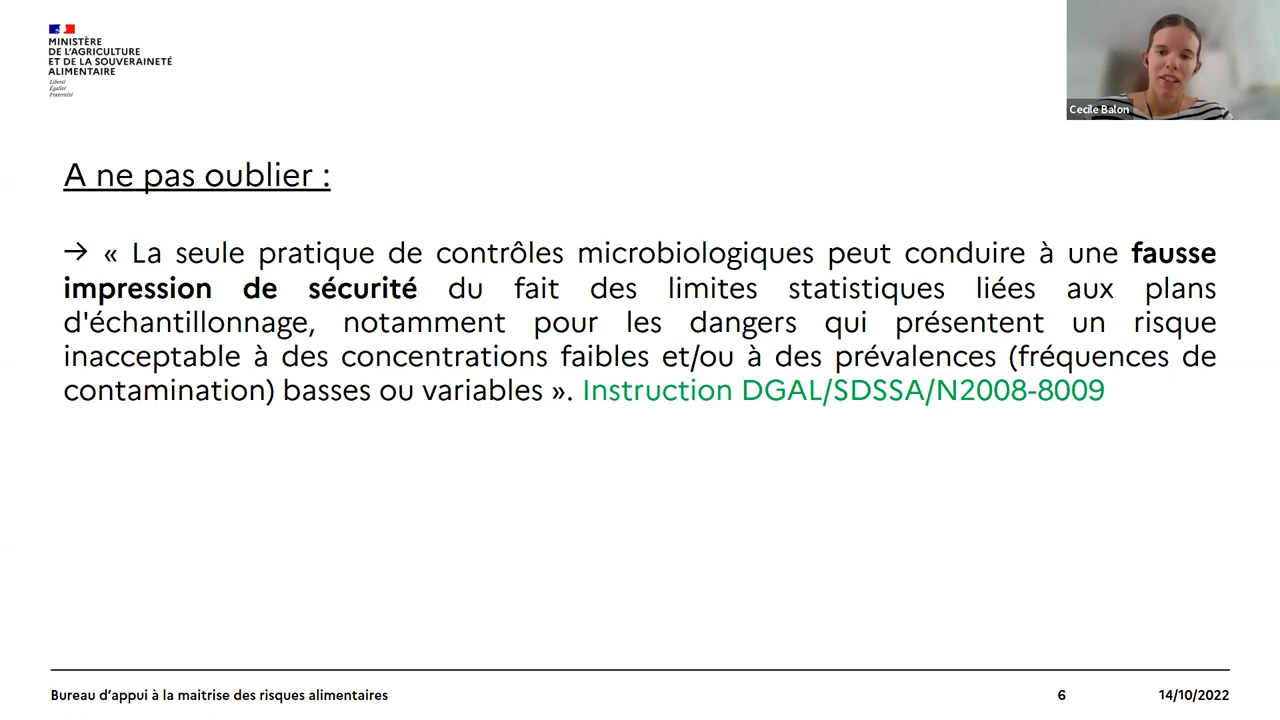 MINISTÈRE
DE L'AGRICULTURE
ET DE LA SOUVERAINETÉ
ALIMENTAIRE
Liberté
Égalité
Fraternité
Cecile Balon
A ne pas oublier :
→ « La seule pratique de contrôles microbiologiques peut conduire à une fausse
impression de sécurité du fait des limites statistiques liées aux plans
d'échantillonnage, notamment pour les dangers qui présentent un risque
inacceptable à des concentrations faibles et/ou à des prévalences (fréquences de
contamination) basses ou variables ». Instruction DGAL/SDSSA/N2008-8009
Bureau d'appui à la maitrise des risques alimentaires
6
14/10/2022